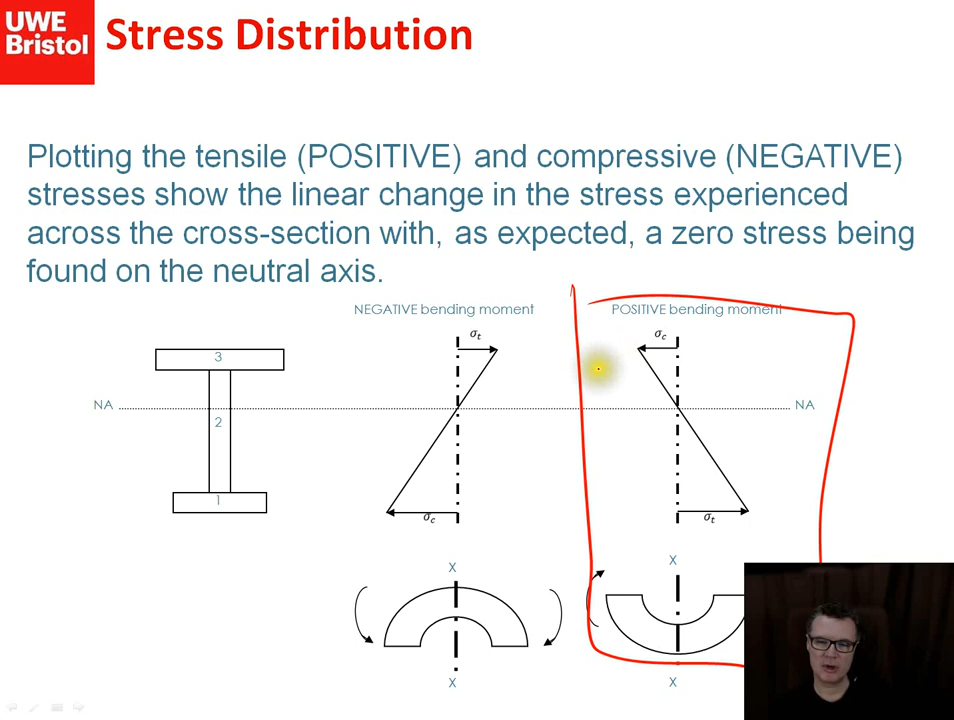 UWE
Bristol
Stress Distribution
Plotting the tensile (POSITIVE) and compressive (NEGATIVE)
stresses show the linear change in the stress experienced
across the cross-section with, as expected, a zero stress being
found on the neutral axis.
NEGATIVE bending moment
POSITIVE bending moment
σt
σc
3
NA
NA
2
1
σc
σt
X
X
X
X